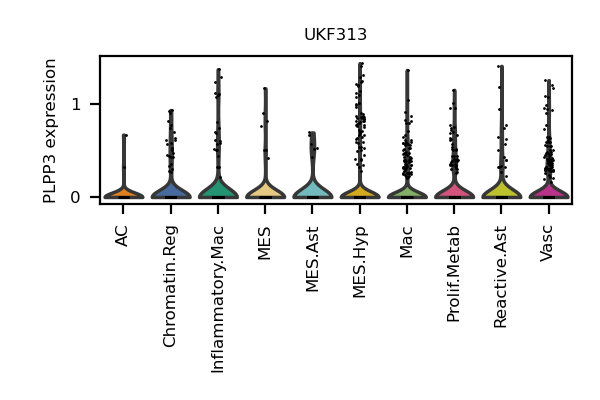 UKF313
PLPP3 expression
1
0
AC
Chromatin.Reg
Inflammatory.Mac
MES
MES.Ast
MES.Hyp
Mac
Prolif.Metab
Reactive.Ast
Vasc